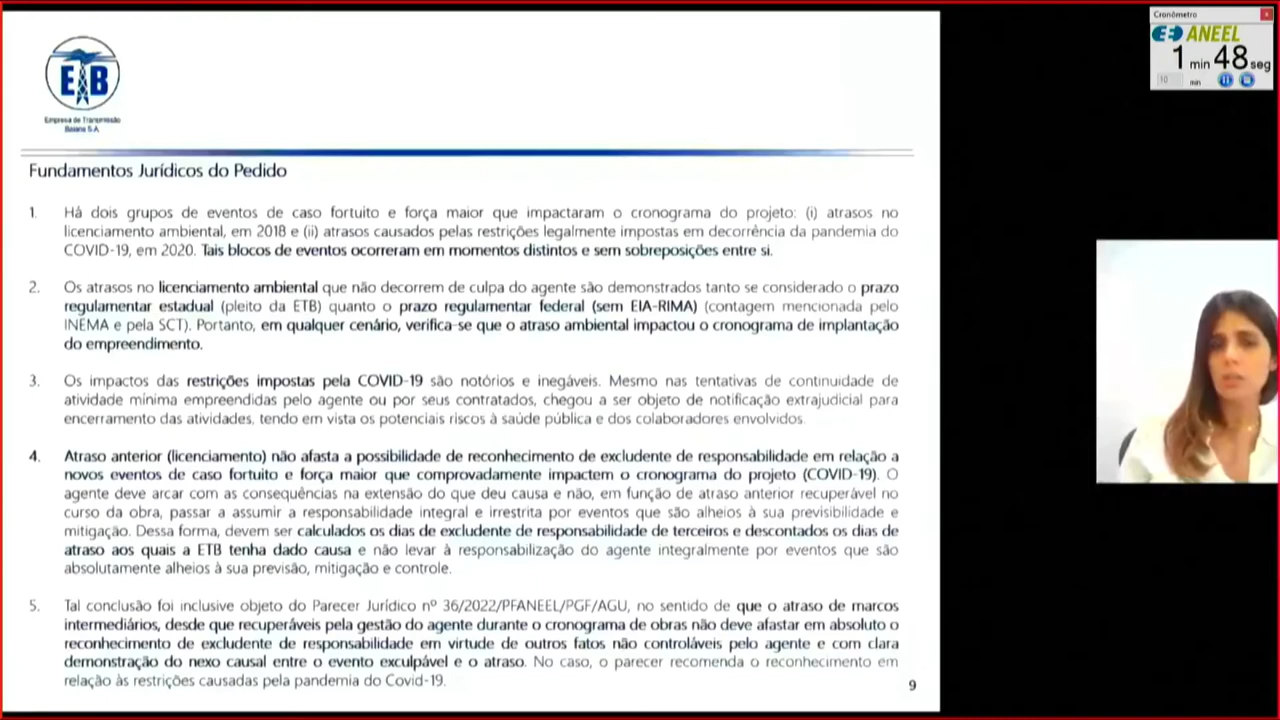 Cronômetro
ANEEL
1 min 48 seg
10 min
ETB
Empresa de Transmissão
Baiana S.A.
Fundamentos Jurídicos do Pedido
1. Há dois grupos de eventos de caso fortuito e força maior que impactaram o cronograma do projeto: (i) atrasos no
licenciamento ambiental, em 2018 e (ii) atrasos causados pelas restrições legalmente impostas em decorrência da pandemia do
COVID-19, em 2020. Tais blocos de eventos ocorreram em momentos distintos e sem sobreposições entre si.
2. Os atrasos no licenciamento ambiental que não decorrem de culpa do agente são demonstrados tanto se considerado o prazo
regulamentar estadual (pleito da ETB) quanto o prazo regulamentar federal (sem EIA-RIMA) (contagem mencionada pelo
INEMA e pela SCT). Portanto, em qualquer cenário, verifica-se que o atraso ambiental impactou o cronograma de implantação
do empreendimento.
3. Os impactos das restrições impostas pela COVID-19 são notórios e inegáveis. Mesmo nas tentativas de continuidade de
atividade mínima empreendidas pelo agente ou por seus contratados, chegou a ser objeto de notificação extrajudicial para
encerramento das atividades, tendo em vista os potenciais riscos à saúde pública e dos colaboradores envolvidos.
4. Atraso anterior (licenciamento) não afasta a possibilidade de reconhecimento de excludente de responsabilidade em relação a
novos eventos de caso fortuito e força maior que comprovadamente impactem o cronograma do projeto (COVID-19). O
agente deve arcar com as consequências na extensão do que deu causa e não, em função de atraso anterior recuperável no
curso da obra, passar a assumir a responsabilidade integral e irrestrita por eventos que são alheios à sua previsibilidade e
mitigação. Dessa forma, devem ser calculados os dias de excludente de responsabilidade de terceiros e descontados os dias de
atraso aos quais a ETB tenha dado causa e não levar à responsabilização do agente integralmente por eventos que são
absolutamente alheios à sua previsão, mitigação e controle.
5. Tal conclusão foi inclusive objeto do Parecer Jurídico nº 36/2022/PFANEEL/PGF/AGU, no sentido de que o atraso de marcos
intermediários, desde que recuperáveis pela gestão do agente durante o cronograma de obras não deve afastar em absoluto o
reconhecimento de excludente de responsabilidade em virtude de outros fatos não controláveis pelo agente e com clara
demonstração do nexo causal entre o evento exculpável e o atraso. No caso, o parecer recomenda o reconhecimento em
relação às restrições causadas pela pandemia do Covid-19.
9